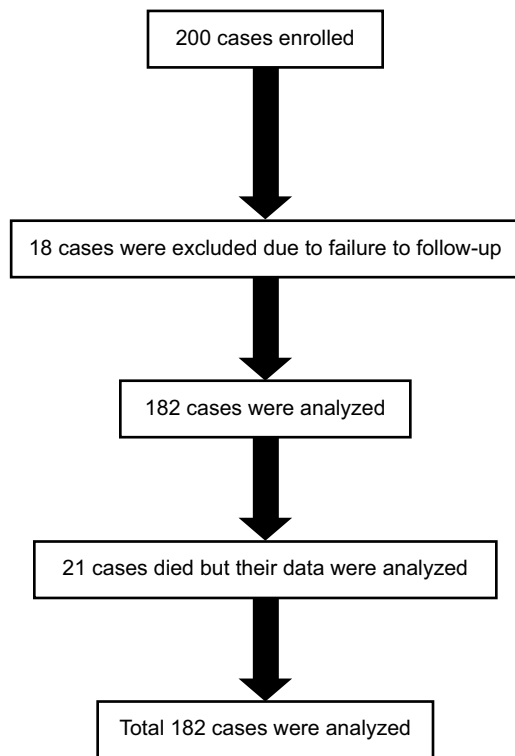 200 cases enrolled
18 cases were excluded due to failure to follow-up
182 cases were analyzed
21 cases died but their data were analyzed
Total 182 cases were analyzed